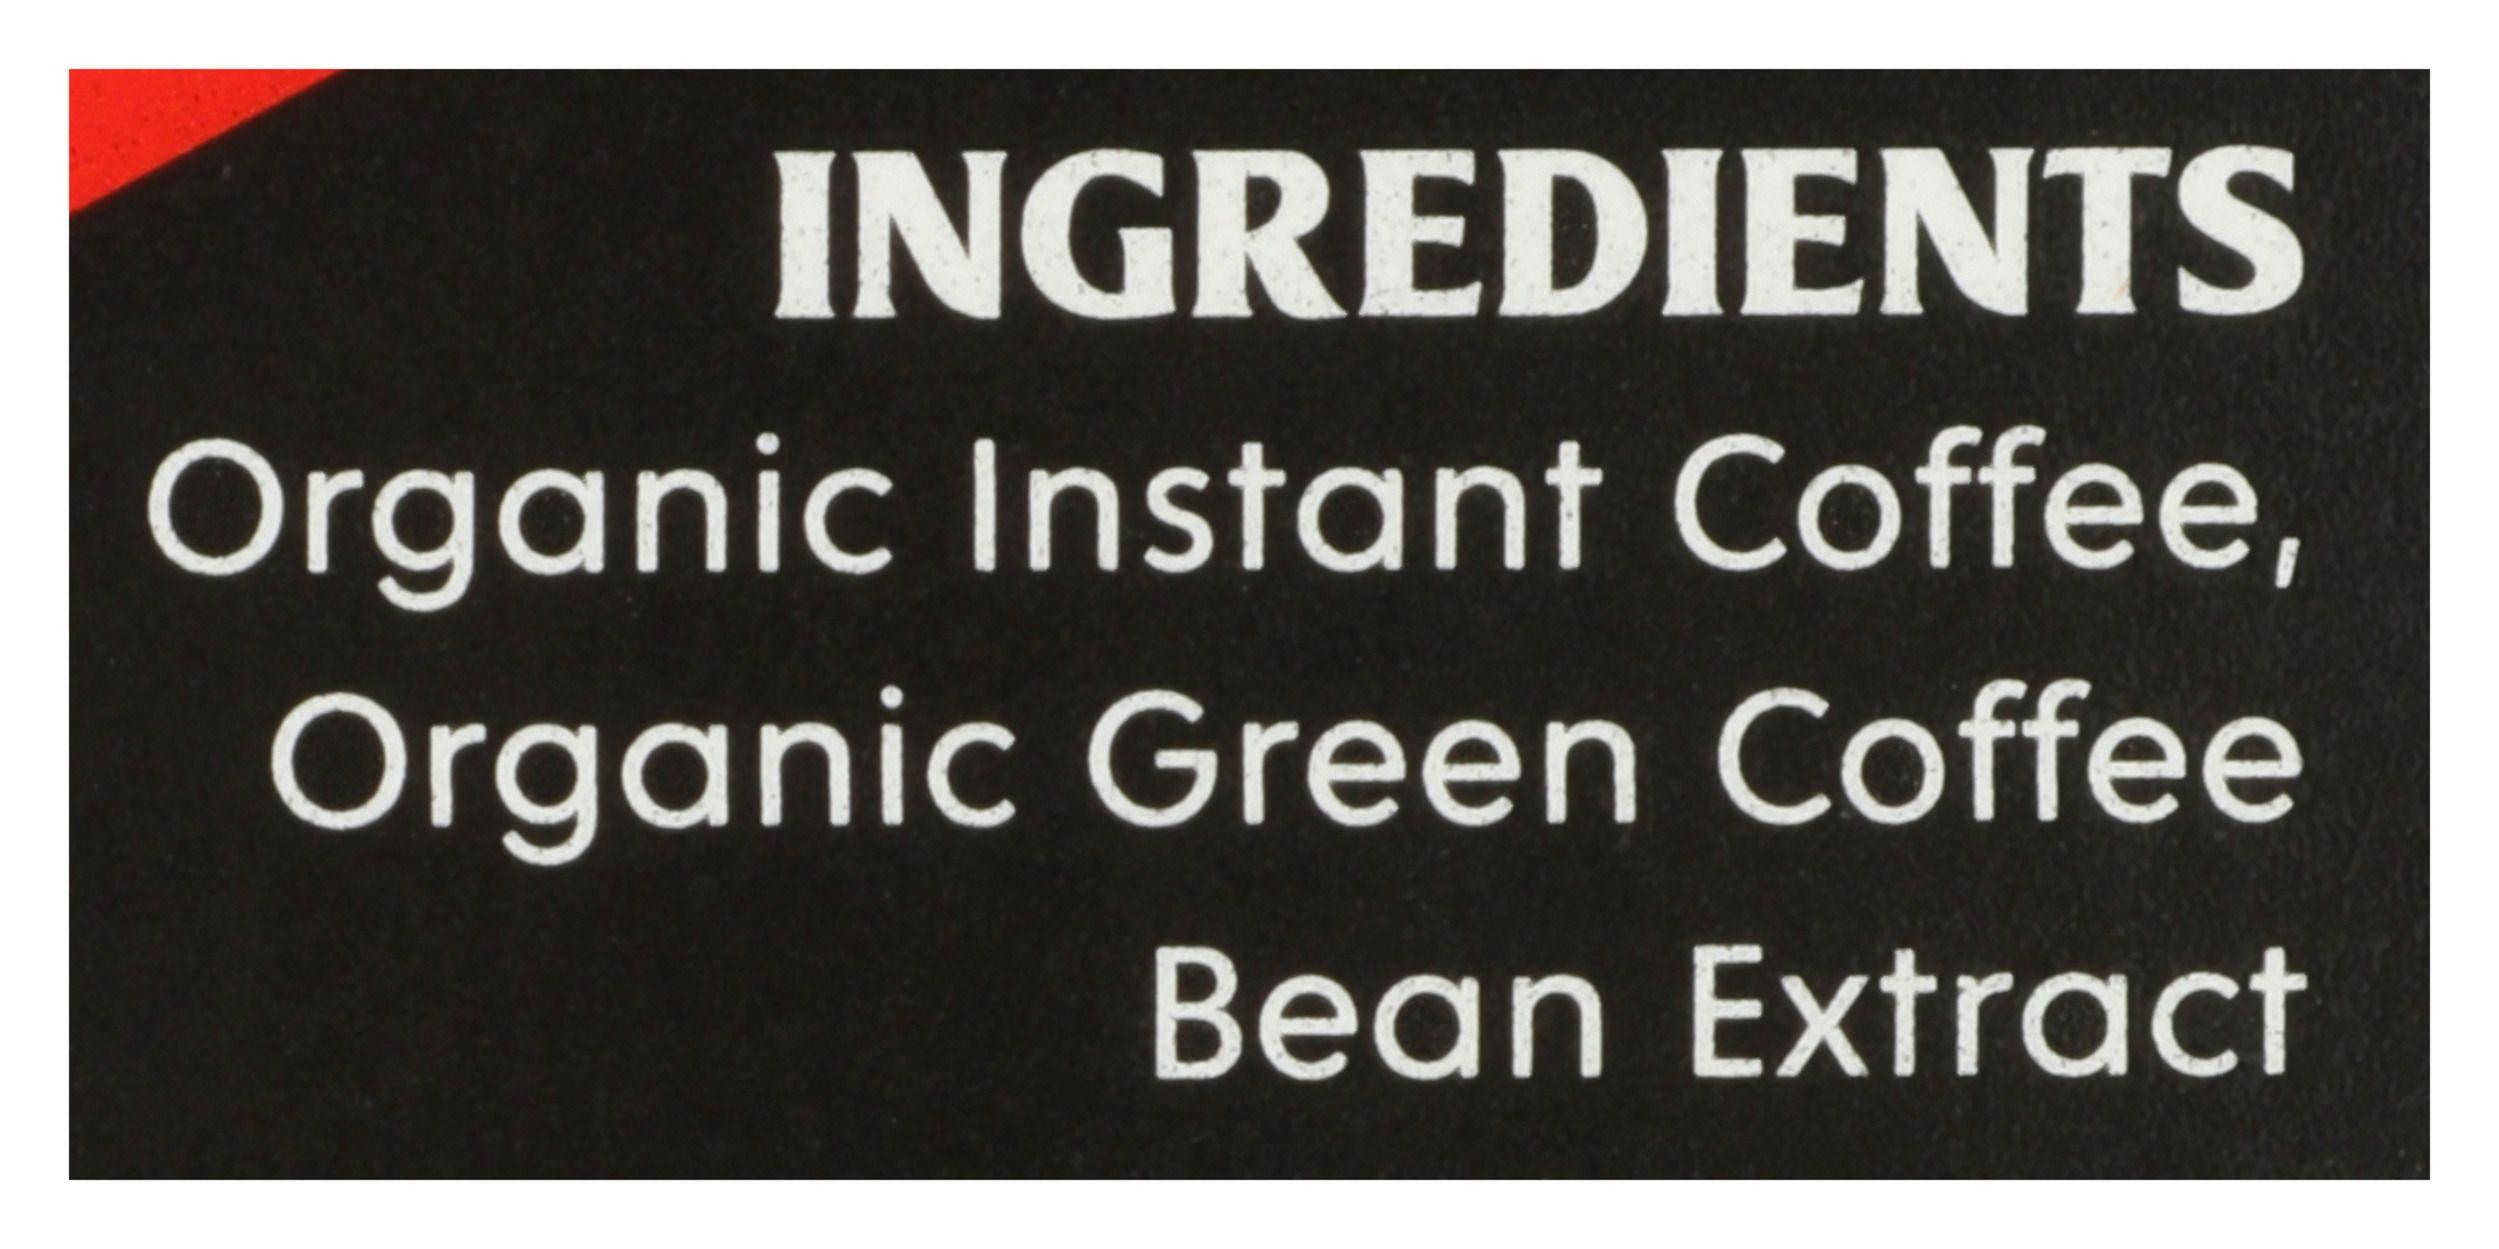 INGREDIENTS
Organic Instant Coffee,
Organic Green Coffee
Bean Extract